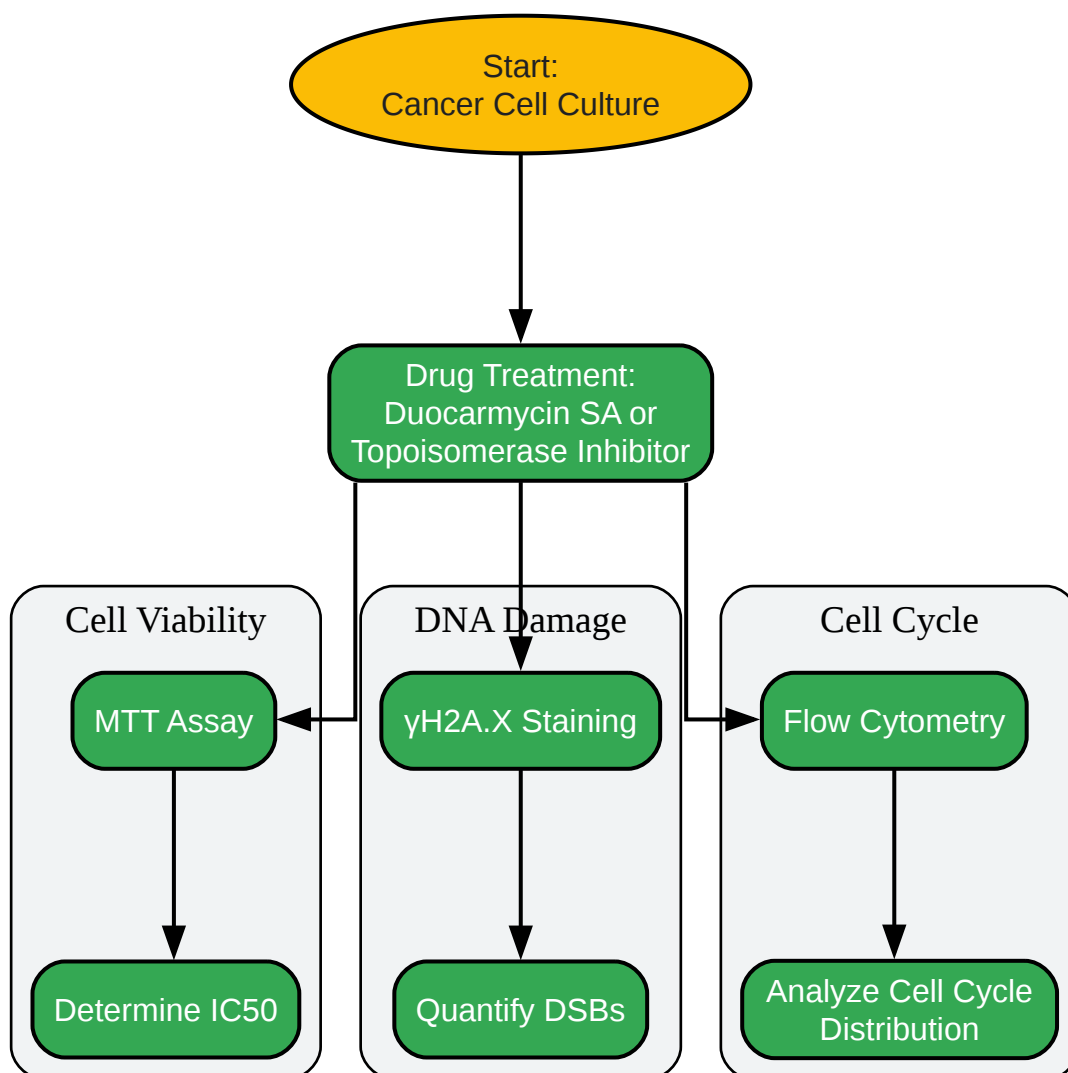 Start:
Cancer Cell Culture
Drug Treatment:
Duocarmycin SA or
Topoisomerase Inhibitor
Cell Viability
DNA Damage
Cell Cycle
MTT Assay
γH2A.X Staining
Flow Cytometry
Determine IC50
Quantify DSBs
Analyze Cell Cycle
Distribution